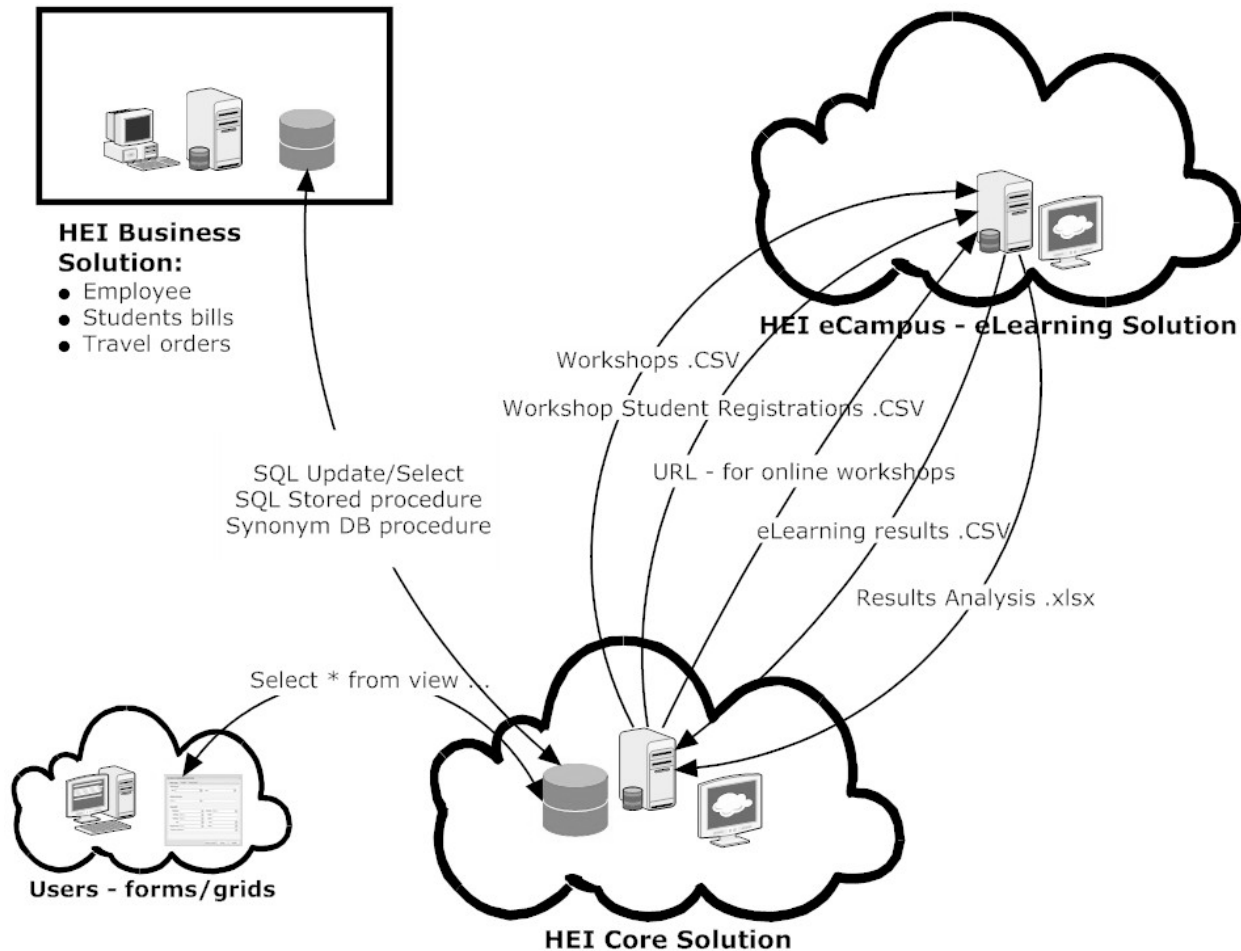 HEI Business
Solution:
● Employee
● Students bills
● Travel orders
HEI eCampus - eLearning Solution
Workshops .CSV
Workshop Student Registrations .CSV
URL - for online workshops
eLearning results .CSV
Results Analysis .xlsx
SQL Update/Select
SQL Stored procedure
Synonym DB procedure
Select * from view ...
Users - forms/grids
HEI Core Solution